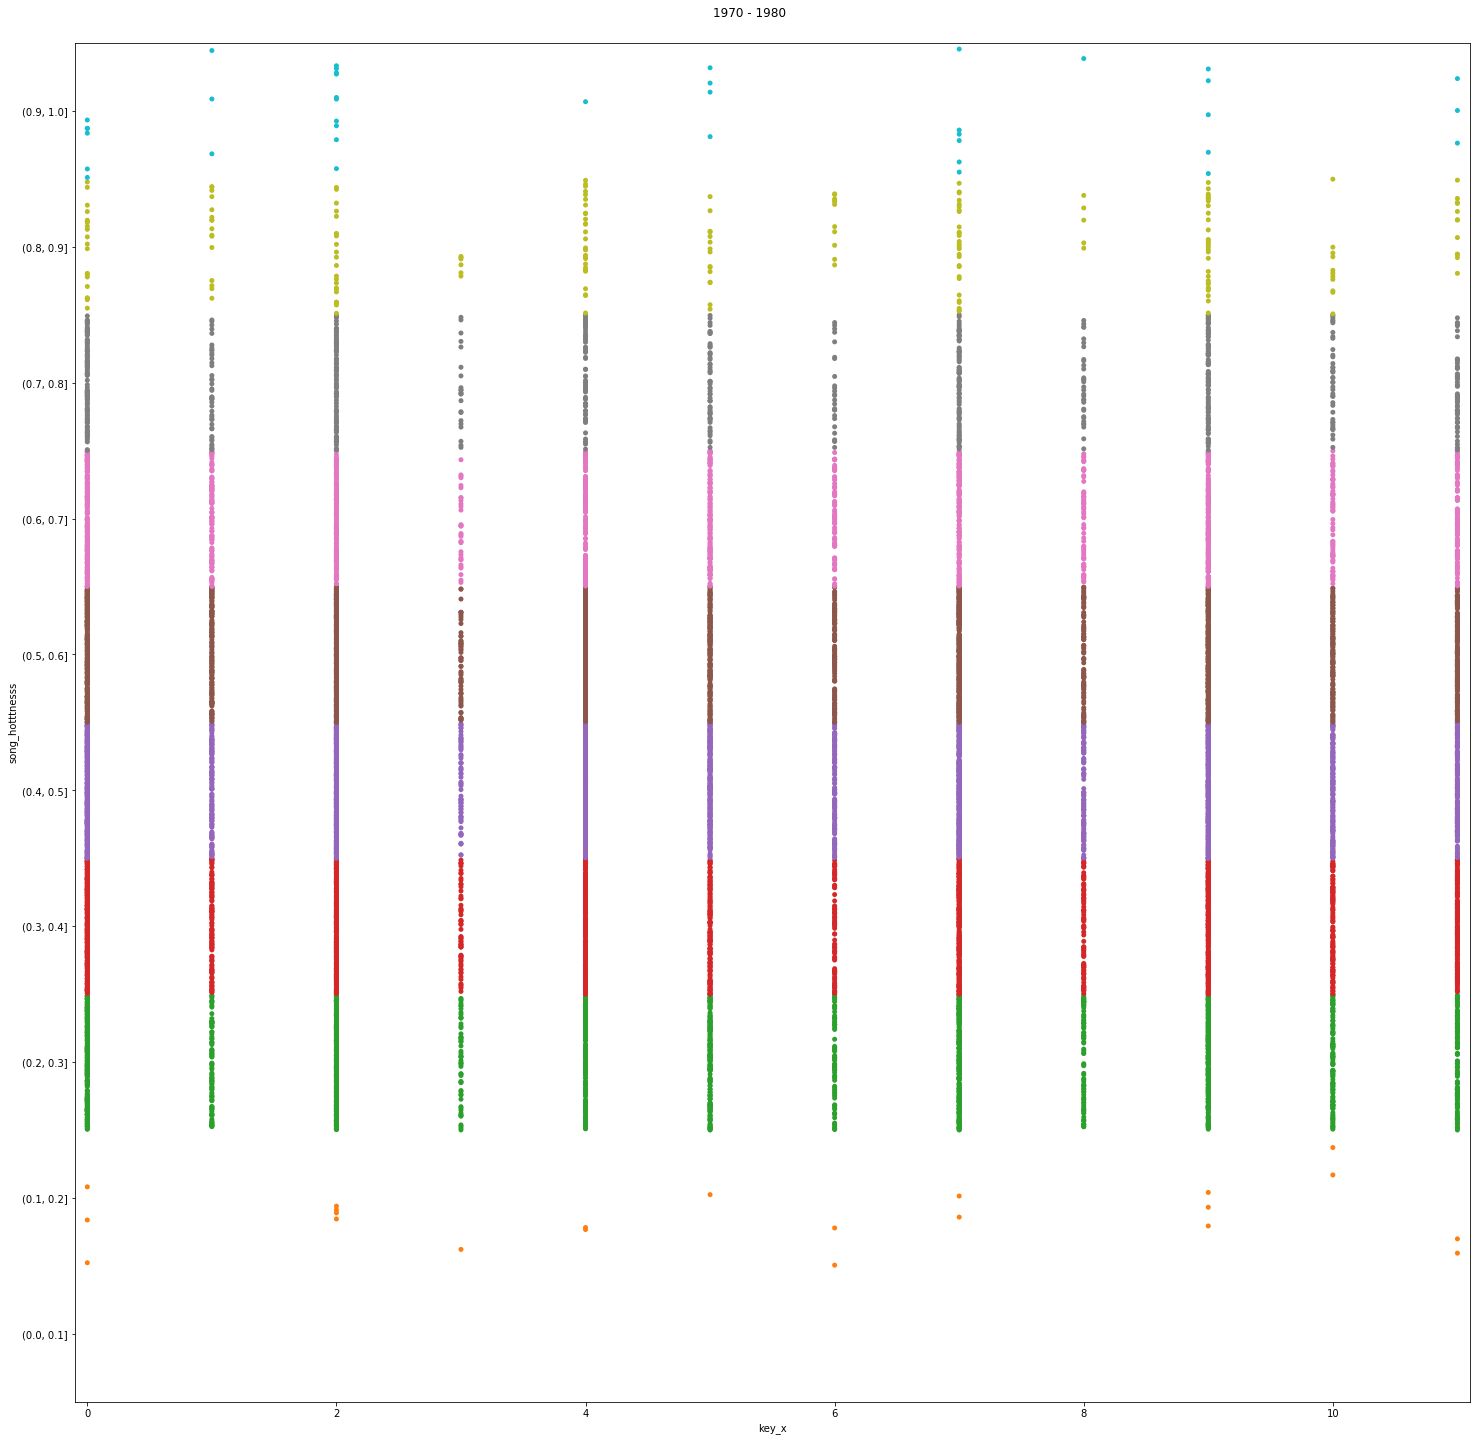 1970 - 1980
(0.9, 1.0]
(0.8, 0.9]
(0.7, 0.8]
(0.6, 0.7]
(0.5, 0.6]
song_hotttnesss
(0.4, 0.5]
(0.3, 0.4]
(0.2, 0.3]
(0.1, 0.2]
(0.0, 0.1]
0 2 4 6 8 10
key_x